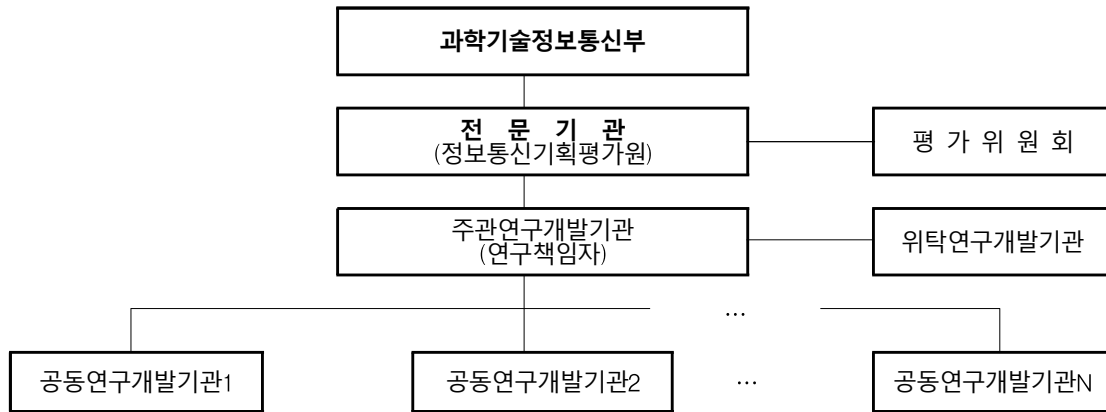 과학기술정보통신부
전 문 기 관
(정보통신기획평가원)
평 가 위 원 회
주관연구개발기관
(연구책임자)
위탁연구개발기관
…
공동연구개발기관1
공동연구개발기관2
…
공동연구개발기관N